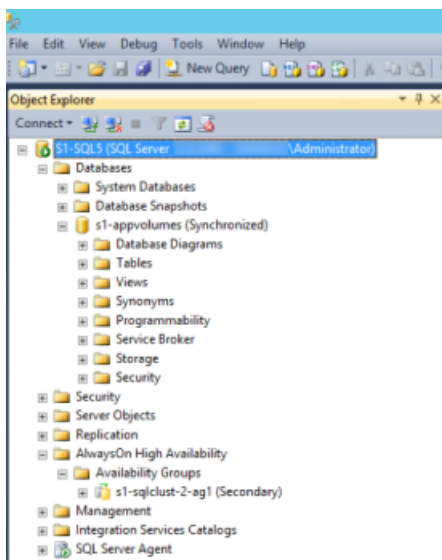 File Edit View Debug Tools Window Help
New Query
Object Explorer
Connect
S1-SQL5 (SQL Server \Administrator)
Databases
System Databases
Database Snapshots
s1-appvolumes (Synchronized)
Database Diagrams
Tables
Views
Synonyms
Programmability
Service Broker
Storage
Security
Security
Server Objects
Replication
AlwaysOn High Availability
Availability Groups
s1-sqlclust-2-ag1 (Secondary)
Management
Integration Services Catalogs
SQL Server Agent